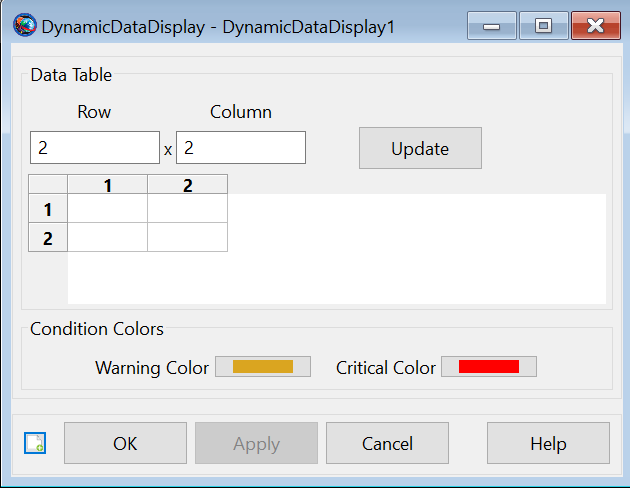 DynamicDataDisplay - DynamicDataDisplay1
Data Table
Row Column
2 x 2 Update
1 2
1
2
Condition Colors
Warning Color Critical Color
OK Apply Cancel Help